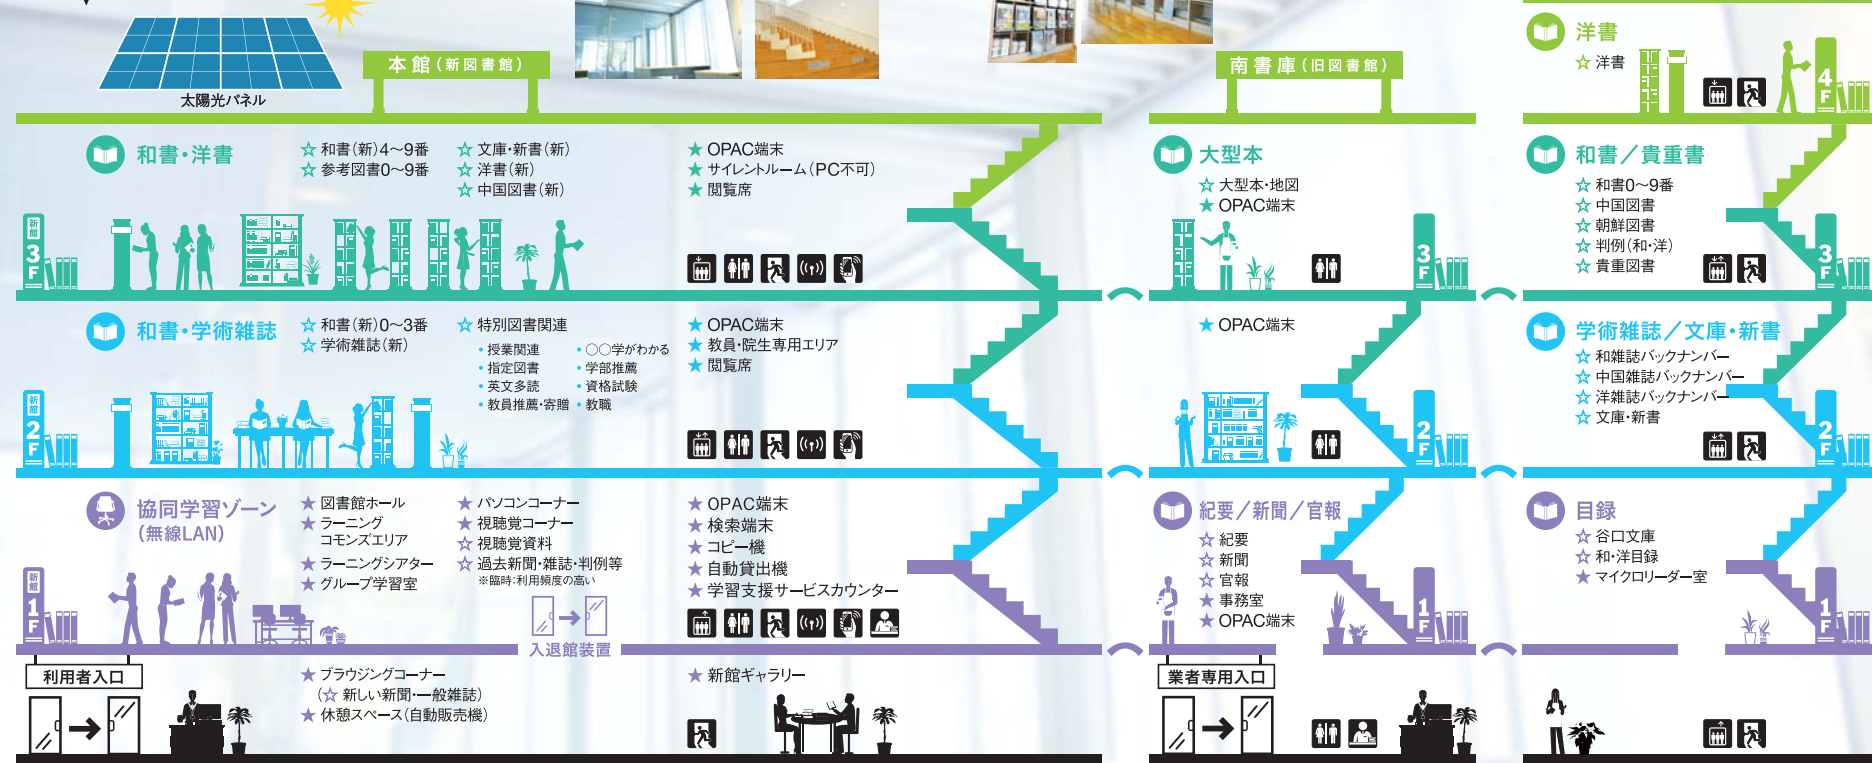 太陽光パネル
本館（新図書館）
和書・洋書
☆ 和書（新）4〜9番
☆ 参考図書0〜9番
☆ 文庫・新書（新）
☆ 洋書（新）
☆ 中国図書（新）
★ OPAC端末
★ サイレントルーム（PC不可）
★ 閲覧席
新館
3F
和書・学術雑誌
☆ 和書（新）0〜3番
☆ 学術雑誌（新）
☆ 特別図書関連
・授業関連
・指定図書
・英文多読
・教員推薦・寄贈
・〇〇学がわかる
・学部推薦
・資格試験
・教職
★ OPAC端末
★ 教員・院生専用エリア
★ 閲覧席
新館
2F
協同学習ゾーン
（無線LAN）
★ 図書館ホール
★ ラーニング
コモンズエリア
★ ラーニングシアター
★ グループ学習室
★ パソコンコーナー
★ 視聴覚コーナー
☆ 視聴覚資料
☆ 過去新聞・雑誌・判例等
※臨時：利用頻度の高い
★ OPAC端末
★ 検索端末
★ コピー機
★ 自動貸出機
★ 学習支援サービスカウンター
新館
1F
入退館装置
利用者入口
★ ブラウジングコーナー
（☆ 新しい新聞・一般雑誌）
★ 休憩スペース（自動販売機）
★ 新館ギャラリー
南書庫（旧図書館）
大型本
☆ 大型本・地図
★ OPAC端末
3F
★ OPAC端末
2F
紀要／新聞／官報
☆ 紀要
☆ 新聞
☆ 官報
★ 事務室
★ OPAC端末
1F
業者専用入口
洋書
☆ 洋書
4F
和書／貴重書
☆ 和書0〜9番
☆ 中国図書
☆ 朝鮮図書
☆ 判例（和・洋）
☆ 貴重図書
3F
学術雑誌／文庫・新書
☆ 和雑誌バックナンバー
☆ 中国雑誌バックナンバー
☆ 洋雑誌バックナンバー
☆ 文庫・新書
2F
目録
☆ 谷口文庫
☆ 和・洋目録
★ マイクロリーダー室
1F